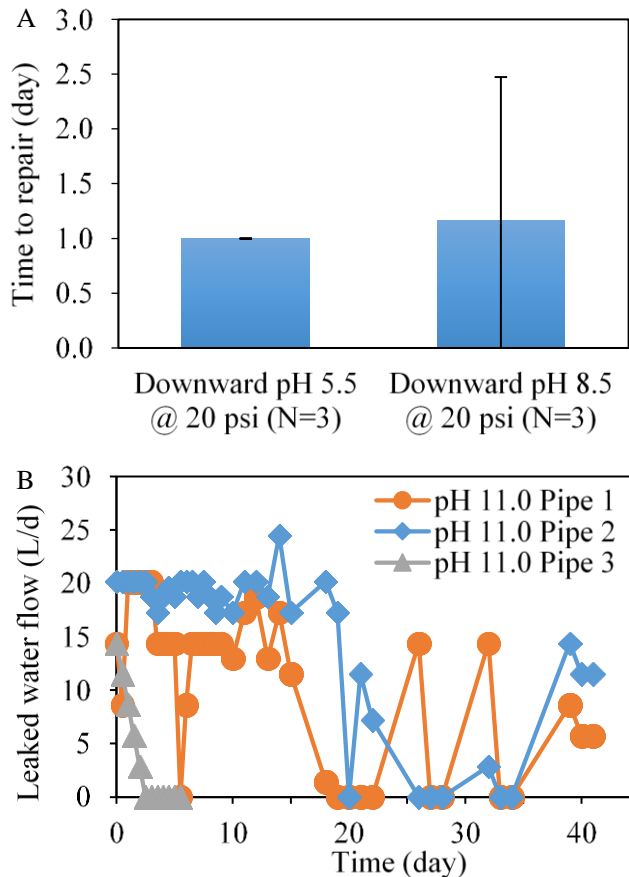 A
Time to repair (day)
3.0
2.5
2.0
1.5
1.0
0.5
0.0
Downward pH 5.5
@ 20 psi (N=3)
Downward pH 8.5
@ 20 psi (N=3)
B
Leaked water flow (L/d)
30
25
20
15
10
5
0
pH 11.0 Pipe 1
pH 11.0 Pipe 2
pH 11.0 Pipe 3
0 10 20 30 40
Time (day)